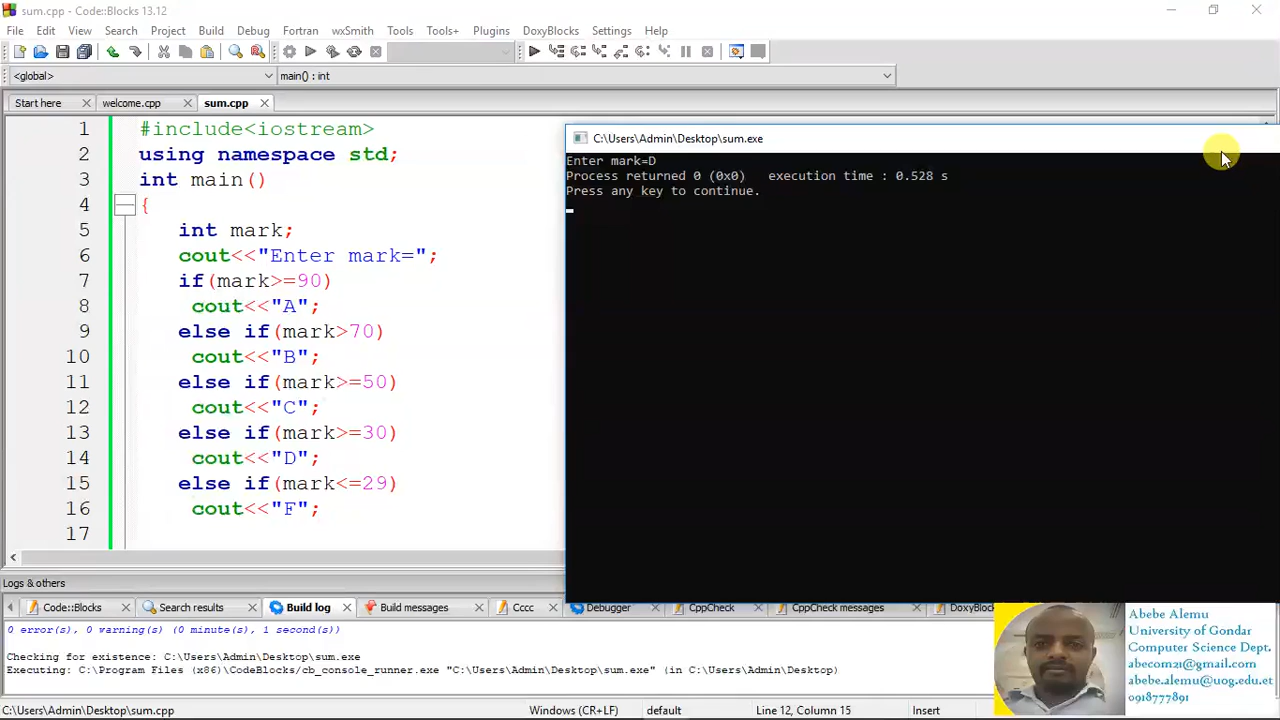 sum.cpp - Code::Blocks 13.12
File Edit View Search Project Build Debug Fortran wxSmith Tools Tools+ Plugins DoxyBlocks Settings Help
<global> main() : int
Start here welcome.cpp sum.cpp
1 #include<iostream>
2 using namespace std;
3 int main()
4 {
5 int mark;
6 cout<<"Enter mark=";
7 if(mark>=90)
8 cout<<"A";
9 else if(mark>70)
10 cout<<"B";
11 else if(mark>=50)
12 cout<<"C";
13 else if(mark>=30)
14 cout<<"D";
15 else if(mark<=29)
16 cout<<"F";
17
C:\Users\Admin\Desktop\sum.exe
Enter mark=D
Process returned 0 (0x0) execution time : 0.528 s
Press any key to continue.
Logs & others
Code::Blocks Search results Build log Build messages Cccc Debugger CppCheck CppCheck messages DoxyBloc
0 error(s), 0 warning(s) (0 minute(s), 1 second(s))
Checking for existence: C:\Users\Admin\Desktop\sum.exe
Executing: C:\Program Files (x86)\CodeBlocks/cb_console_runner.exe "C:\Users\Admin\Desktop\sum.exe" (in C:\Users\Admin\Desktop)
Abebe Alemu
University of Gondar
Computer Science Dept.
abecom21@gmail.com
abebe.alemu@uog.edu.et
0918777891
C:\Users\Admin\Desktop\sum.cpp Windows (CR+LF) default Line 12, Column 15 Insert